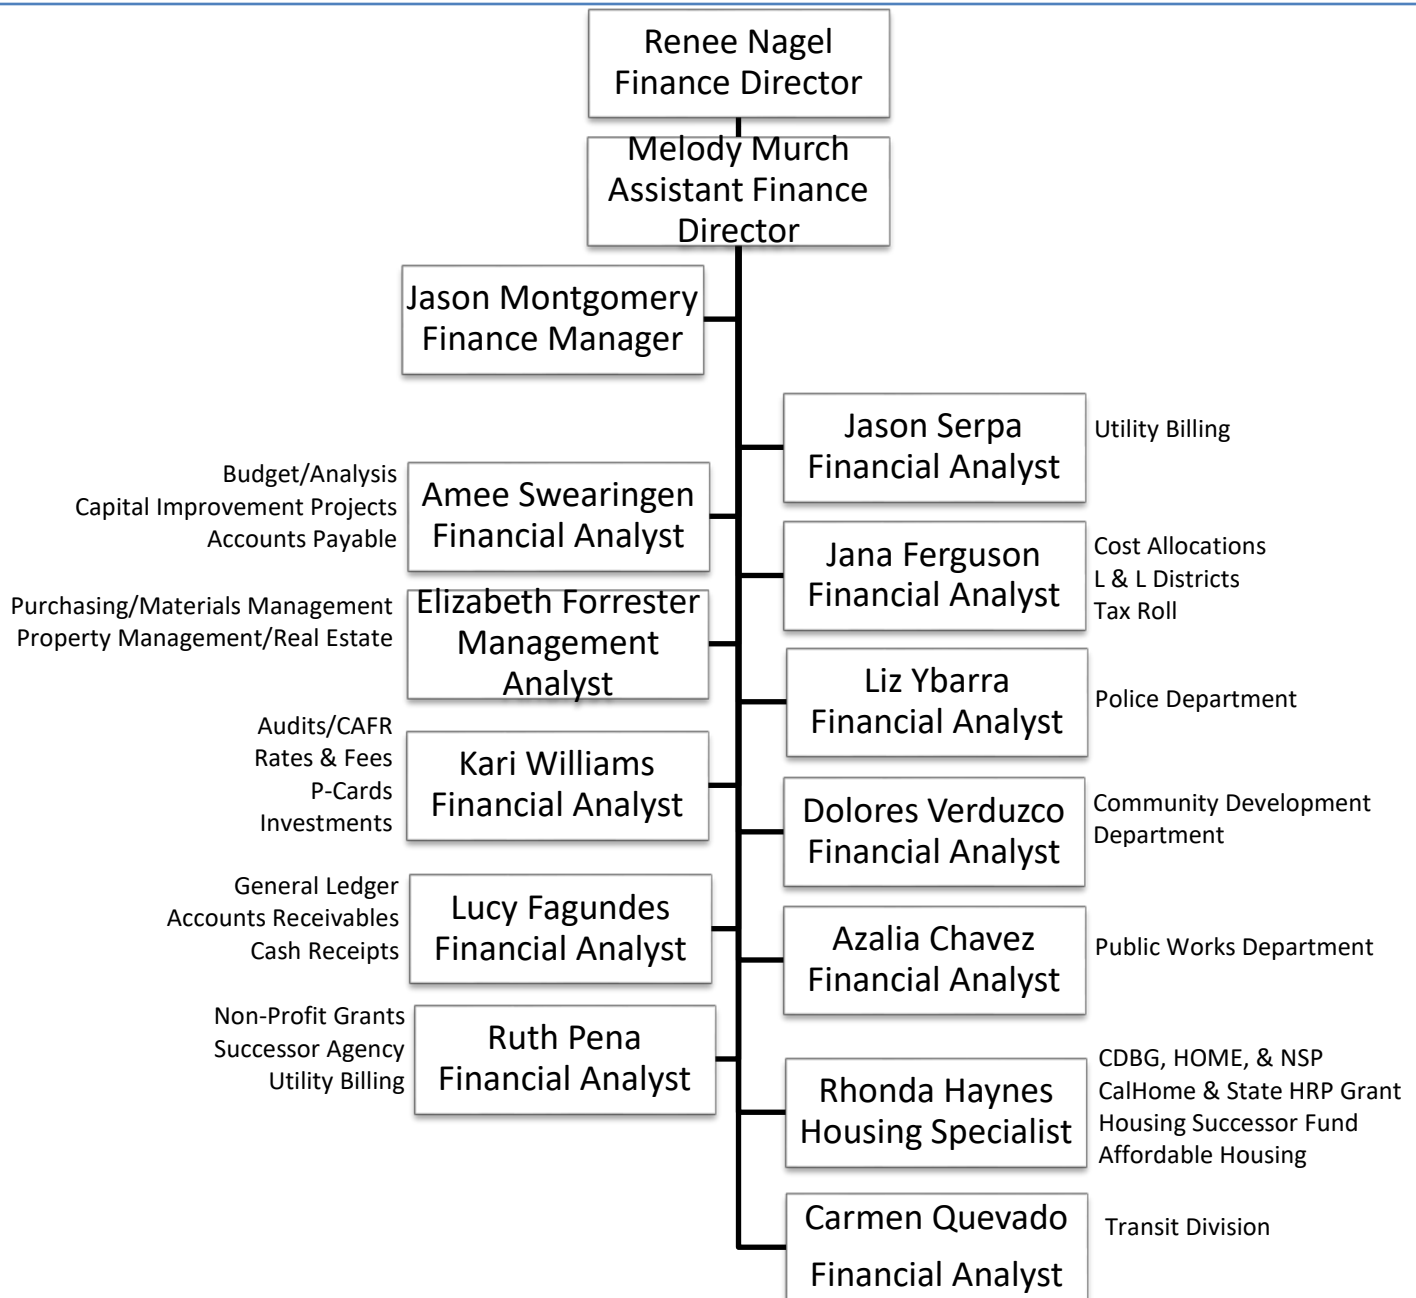 Renee Nagel
Finance Director
Melody Murch
Assistant Finance
Director
Jason Montgomery
Finance Manager
Budget/Analysis
Capital Improvement Projects
Accounts Payable
Amee Swearingen
Financial Analyst
Purchasing/Materials Management
Property Management/Real Estate
Elizabeth Forrester
Management
Analyst
Audits/CAFR
Rates & Fees
P-Cards
Investments
Kari Williams
Financial Analyst
General Ledger
Accounts Receivables
Cash Receipts
Lucy Fagundes
Financial Analyst
Non-Profit Grants
Successor Agency
Utility Billing
Ruth Pena
Financial Analyst
Jason Serpa
Financial Analyst
Utility Billing
Jana Ferguson
Financial Analyst
Cost Allocations
L & L Districts
Tax Roll
Liz Ybarra
Financial Analyst
Police Department
Dolores Verduzco
Financial Analyst
Community Development
Department
Azalia Chavez
Financial Analyst
Public Works Department
Rhonda Haynes
Housing Specialist
CDBG, HOME, & NSP
CalHome & State HRP Grant
Housing Successor Fund
Affordable Housing
Carmen Quevado
Financial Analyst
Transit Division